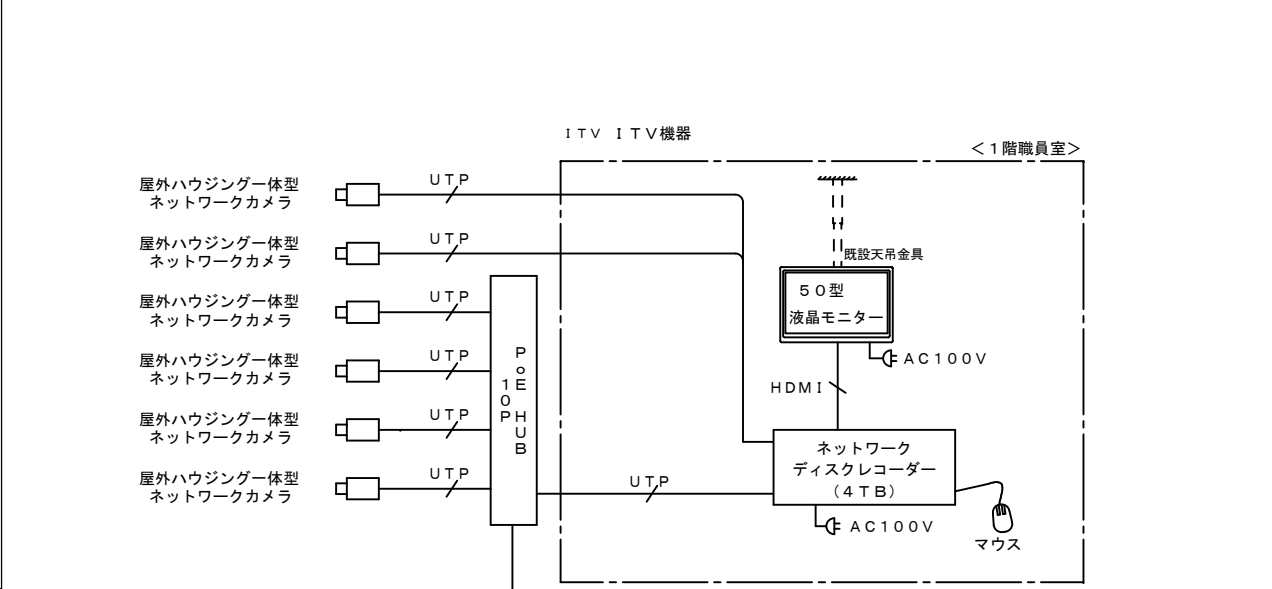 ＩＴＶ ＩＴＶ機器
＜１階職員室＞
屋外ハウジング一体型
ネットワークカメラ
ＵＴＰ
屋外ハウジング一体型
ネットワークカメラ
ＵＴＰ
既設天吊金具
屋外ハウジング一体型
ネットワークカメラ
ＵＴＰ
５０型
液晶モニター
ＡＣ１００Ｖ
屋外ハウジング一体型
ネットワークカメラ
ＵＴＰ
ＰｏＥ ＨＵＢ
１０Ｐ
ＨＤＭＩ
屋外ハウジング一体型
ネットワークカメラ
ＵＴＰ
ネットワーク
ディスクレコーダー
（４ＴＢ）
屋外ハウジング一体型
ネットワークカメラ
ＵＴＰ
ＵＴＰ
ＡＣ１００Ｖ
マウス